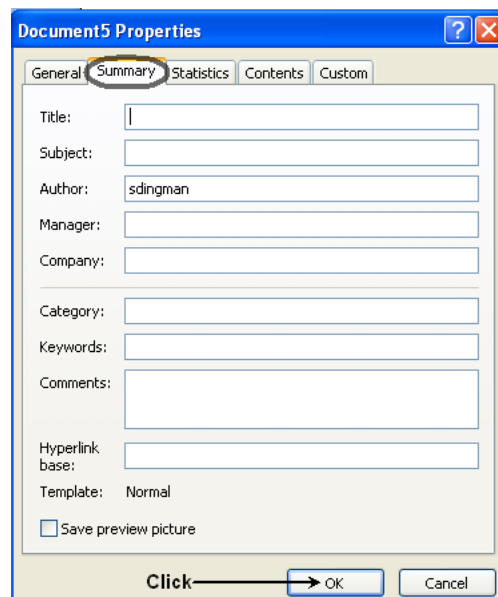 Document5 Properties
General Summary Statistics Contents Custom
Title:
Subject:
Author: sdingman
Manager:
Company:
Category:
Keywords:
Comments:
Hyperlink
base:
Template: Normal
Save preview picture
Click OK Cancel